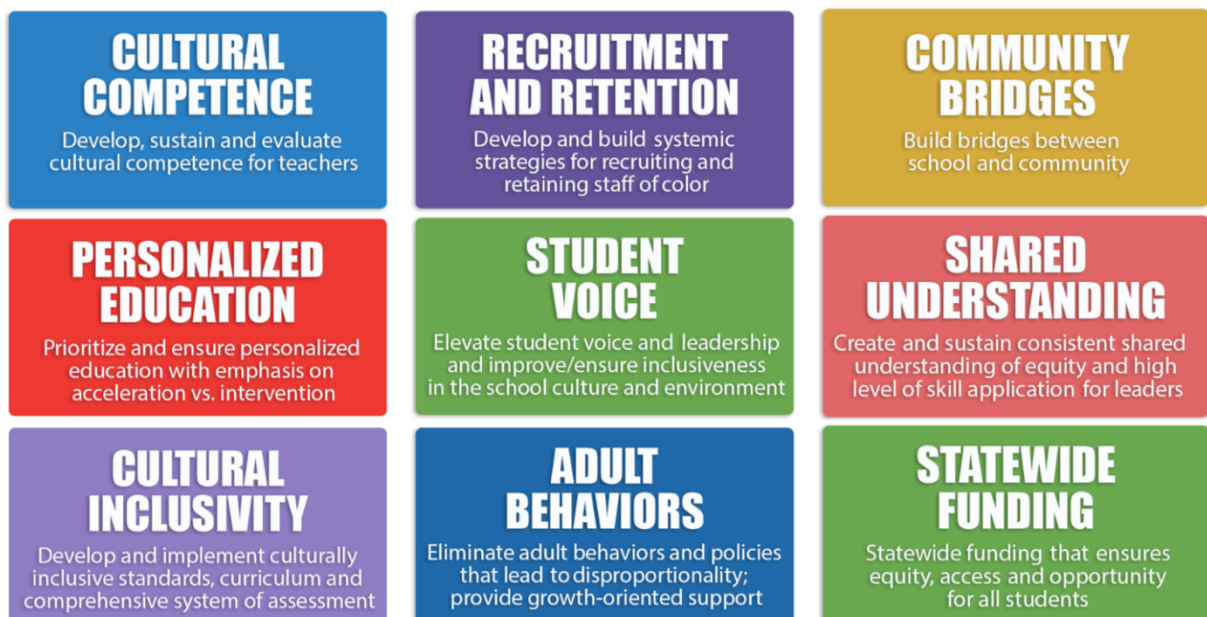 CULTURAL
COMPETENCE
Develop, sustain and evaluate
cultural competence for teachers
RECRUITMENT
AND RETENTION
Develop and build systemic
strategies for recruiting and
retaining staff of color
COMMUNITY
BRIDGES
Build bridges between
school and community
PERSONALIZED
EDUCATION
Prioritize and ensure personalized
education with emphasis on
acceleration vs. intervention
STUDENT
VOICE
Elevate student voice and leadership
and improve/ensure inclusiveness
in the school culture and environment
SHARED
UNDERSTANDING
Create and sustain consistent shared
understanding of equity and high
level of skill application for leaders
CULTURAL
INCLUSIVITY
Develop and implement culturally
inclusive standards, curriculum and
comprehensive system of assessment
ADULT
BEHAVIORS
Eliminate adult behaviors and policies
that lead to disproportionality;
provide growth-oriented support
STATEWIDE
FUNDING
Statewide funding that ensures
equity, access and opportunity
for all students